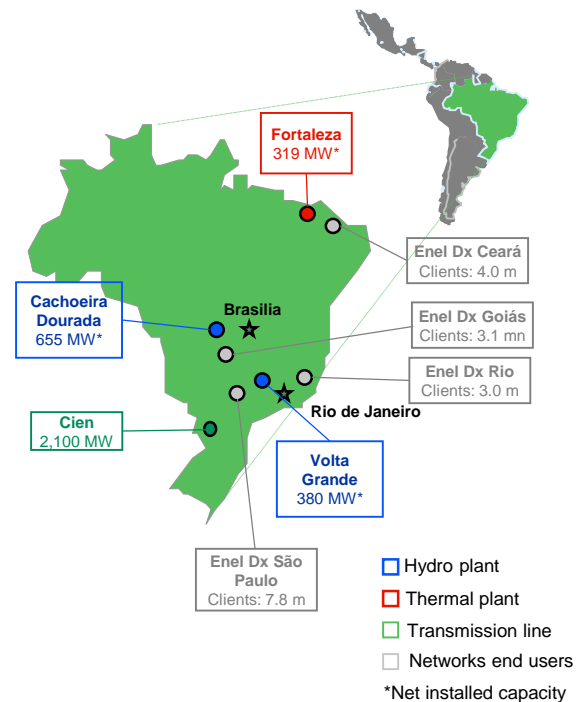 Fortaleza
319 MW*
Enel Dx Ceará
Clients: 4.0 m
Cachoeira
Dourada
655 MW*
Brasilia
Enel Dx Goiás
Clients: 3.1 mn
Enel Dx Rio
Clients: 3.0 m
Rio de Janeiro
Cien
2,100 MW
Volta
Grande
380 MW*
Enel Dx São
Paulo
Clients: 7.8 m
Hydro plant
Thermal plant
Transmission line
Networks end users
*Net installed capacity